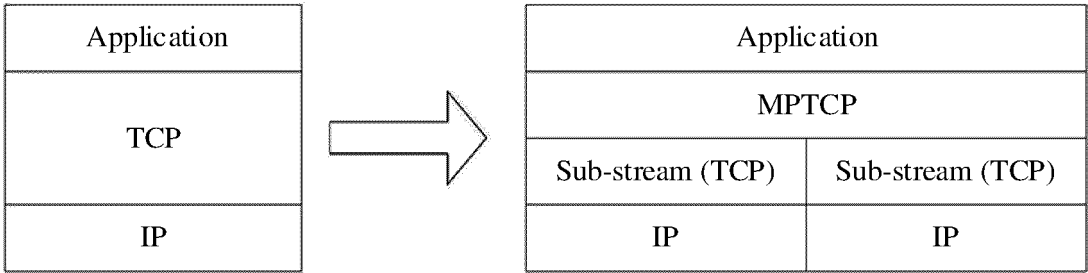 Application
TCP
IP
Application
MPTCP
Sub-stream (TCP) Sub-stream (TCP)
IP IP